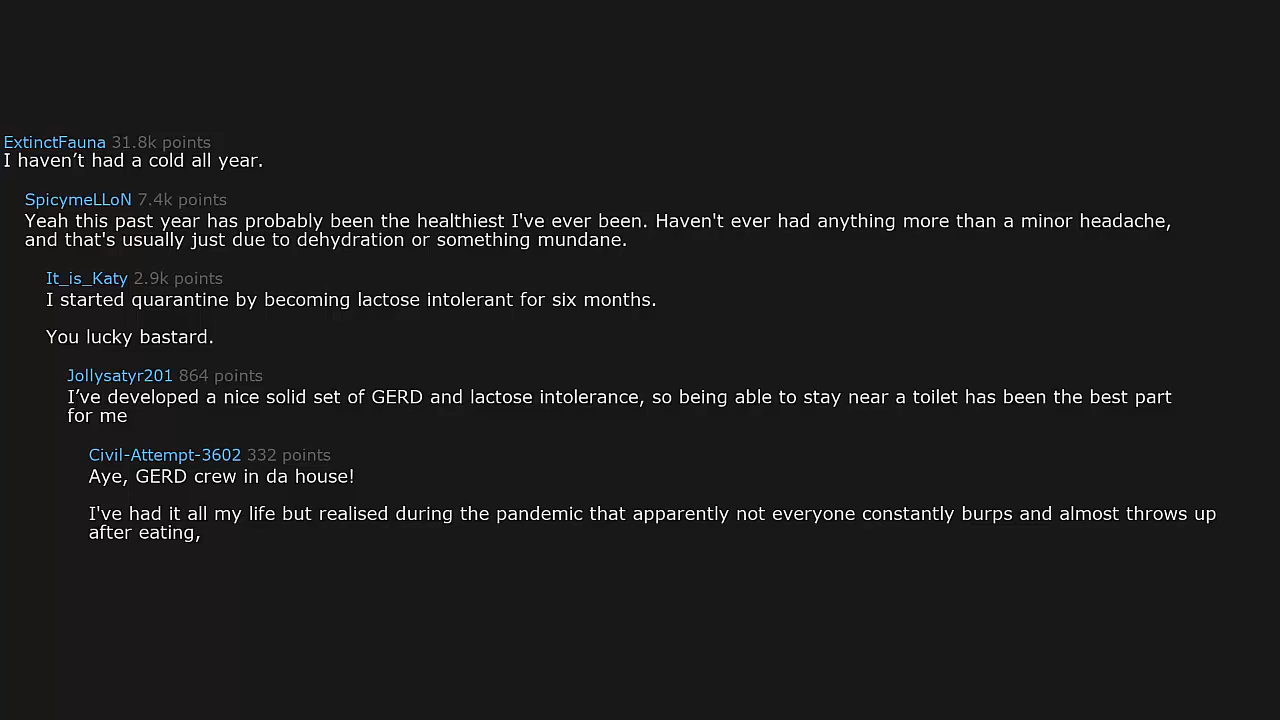 ExtinctFauna 31.8k points
I haven’t had a cold all year.
SpicymeLLoN 7.4k points
Yeah this past year has probably been the healthiest I've ever been. Haven't ever had anything more than a minor headache,
and that's usually just due to dehydration or something mundane.
It_is_Katy 2.9k points
I started quarantine by becoming lactose intolerant for six months.
You lucky bastard.
Jollysatyr201 864 points
I’ve developed a nice solid set of GERD and lactose intolerance, so being able to stay near a toilet has been the best part
for me
Civil-Attempt-3602 332 points
Aye, GERD crew in da house!
I've had it all my life but realised during the pandemic that apparently not everyone constantly burps and almost throws up
after eating,